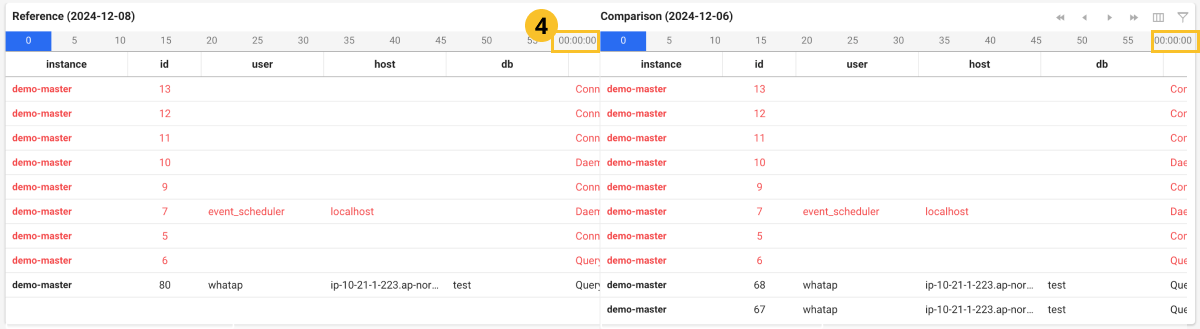 Reference (2024-12-08)
0 5 10 15 20 25 30 35 40 45 50 55 00:00:00
4
instance id user host db
demo-master 13 Conn
demo-master 12 Conn
demo-master 11 Conn
demo-master 10 Daem
demo-master 9 Conn
demo-master 7 event_scheduler localhost Daem
demo-master 5 Conn
demo-master 6 Query
demo-master 80 whatap ip-10-21-1-223.ap-nor... test Query
Comparison (2024-12-06)
0 5 10 15 20 25 30 35 40 45 50 55 00:00:00
instance id user host db
demo-master 13 Con
demo-master 12 Con
demo-master 11 Con
demo-master 10 Dae
demo-master 9 Con
demo-master 7 event_scheduler localhost Dae
demo-master 5 Con
demo-master 6 Que
demo-master 68 whatap ip-10-21-1-223.ap-nor... test Que
demo-master 67 whatap ip-10-21-1-223.ap-nor... test Que